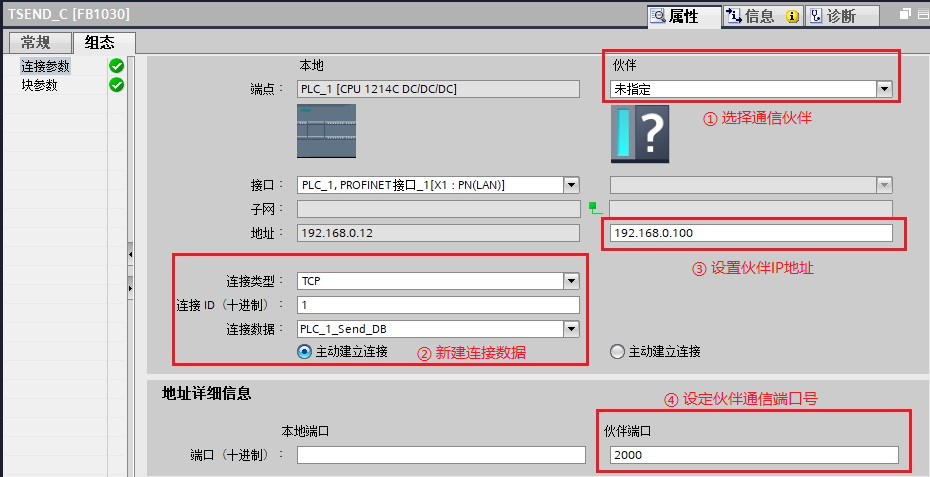 TSEND_C [FB1030]
属性 信息 诊断
常规 组态
连接参数
块参数
本地 伙伴
端点： PLC_1 [CPU 1214C DC/DC/DC] 未指定
① 选择通信伙伴
?
接口： PLC_1, PROFINET接口_1[X1 : PN(LAN)]
子网：
地址： 192.168.0.12 192.168.0.100
③ 设置伙伴IP地址
连接类型： TCP
连接 ID（十进制）： 1
连接数据： PLC_1_Send_DB
主动建立连接 ② 新建连接数据 主动建立连接
地址详细信息
④ 设定伙伴通信端口号
本地端口 伙伴端口
端口（十进制）： 2000